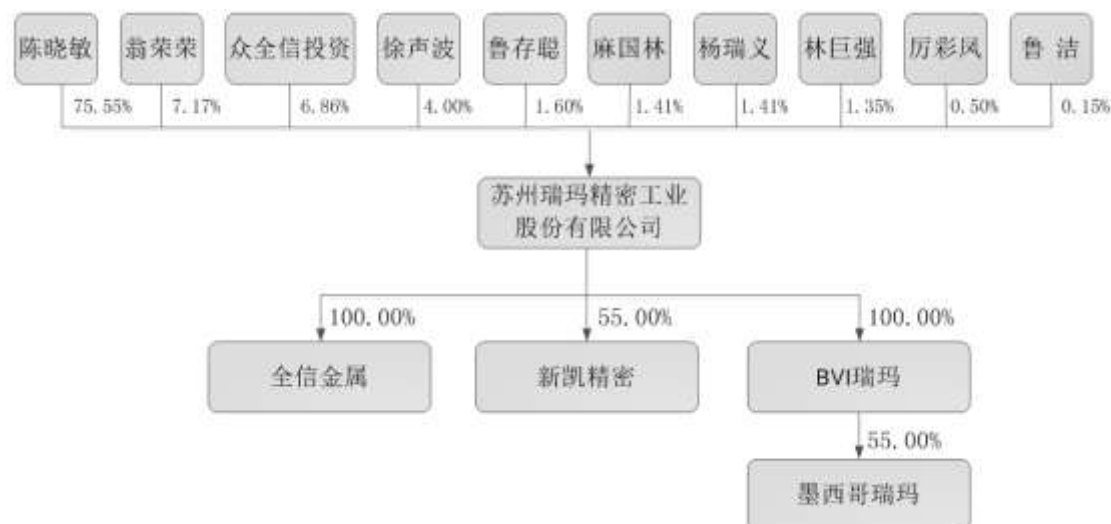 陈晓敏 翁荣荣 众全信投资 徐声波 鲁存聪 麻国林 杨瑞义 林巨强 厉彩凤 鲁 洁
75.55% 7.17% 6.86% 4.00% 1.60% 1.41% 1.41% 1.35% 0.50% 0.15%
苏州瑞玛精密工业
股份有限公司
100.00% 55.00% 100.00%
全信金属 新凯精密 BVI瑞玛
55.00%
墨西哥瑞玛